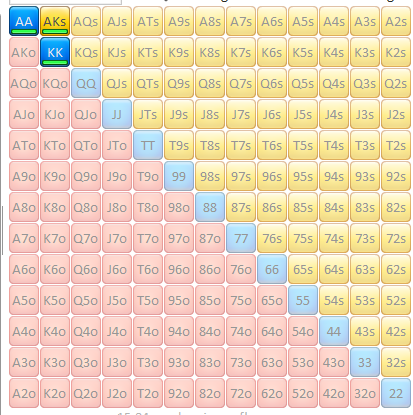 AA AKs AQs AJs ATs A9s A8s A7s A6s A5s A4s A3s A2s
AKo KK KQs KJs KTs K9s K8s K7s K6s K5s K4s K3s K2s
AQo KQo QQ QJs QTs Q9s Q8s Q7s Q6s Q5s Q4s Q3s Q2s
AJo KJo QJo JJ JTs J9s J8s J7s J6s J5s J4s J3s J2s
ATo KTo QTo JTo TT T9s T8s T7s T6s T5s T4s T3s T2s
A9o K9o Q9o J9o T9o 99 98s 97s 96s 95s 94s 93s 92s
A8o K8o Q8o J8o T8o 98o 88 87s 86s 85s 84s 83s 82s
A7o K7o Q7o J7o T7o 97o 87o 77 76s 75s 74s 73s 72s
A6o K6o Q6o J6o T6o 96o 86o 76o 66 65s 64s 63s 62s
A5o K5o Q5o J5o T5o 95o 85o 75o 65o 55 54s 53s 52s
A4o K4o Q4o J4o T4o 94o 84o 74o 64o 54o 44 43s 42s
A3o K3o Q3o J3o T3o 93o 83o 73o 63o 53o 43o 33 32s
A2o K2o Q2o J2o T2o 92o 82o 72o 62o 52o 42o 32o 22